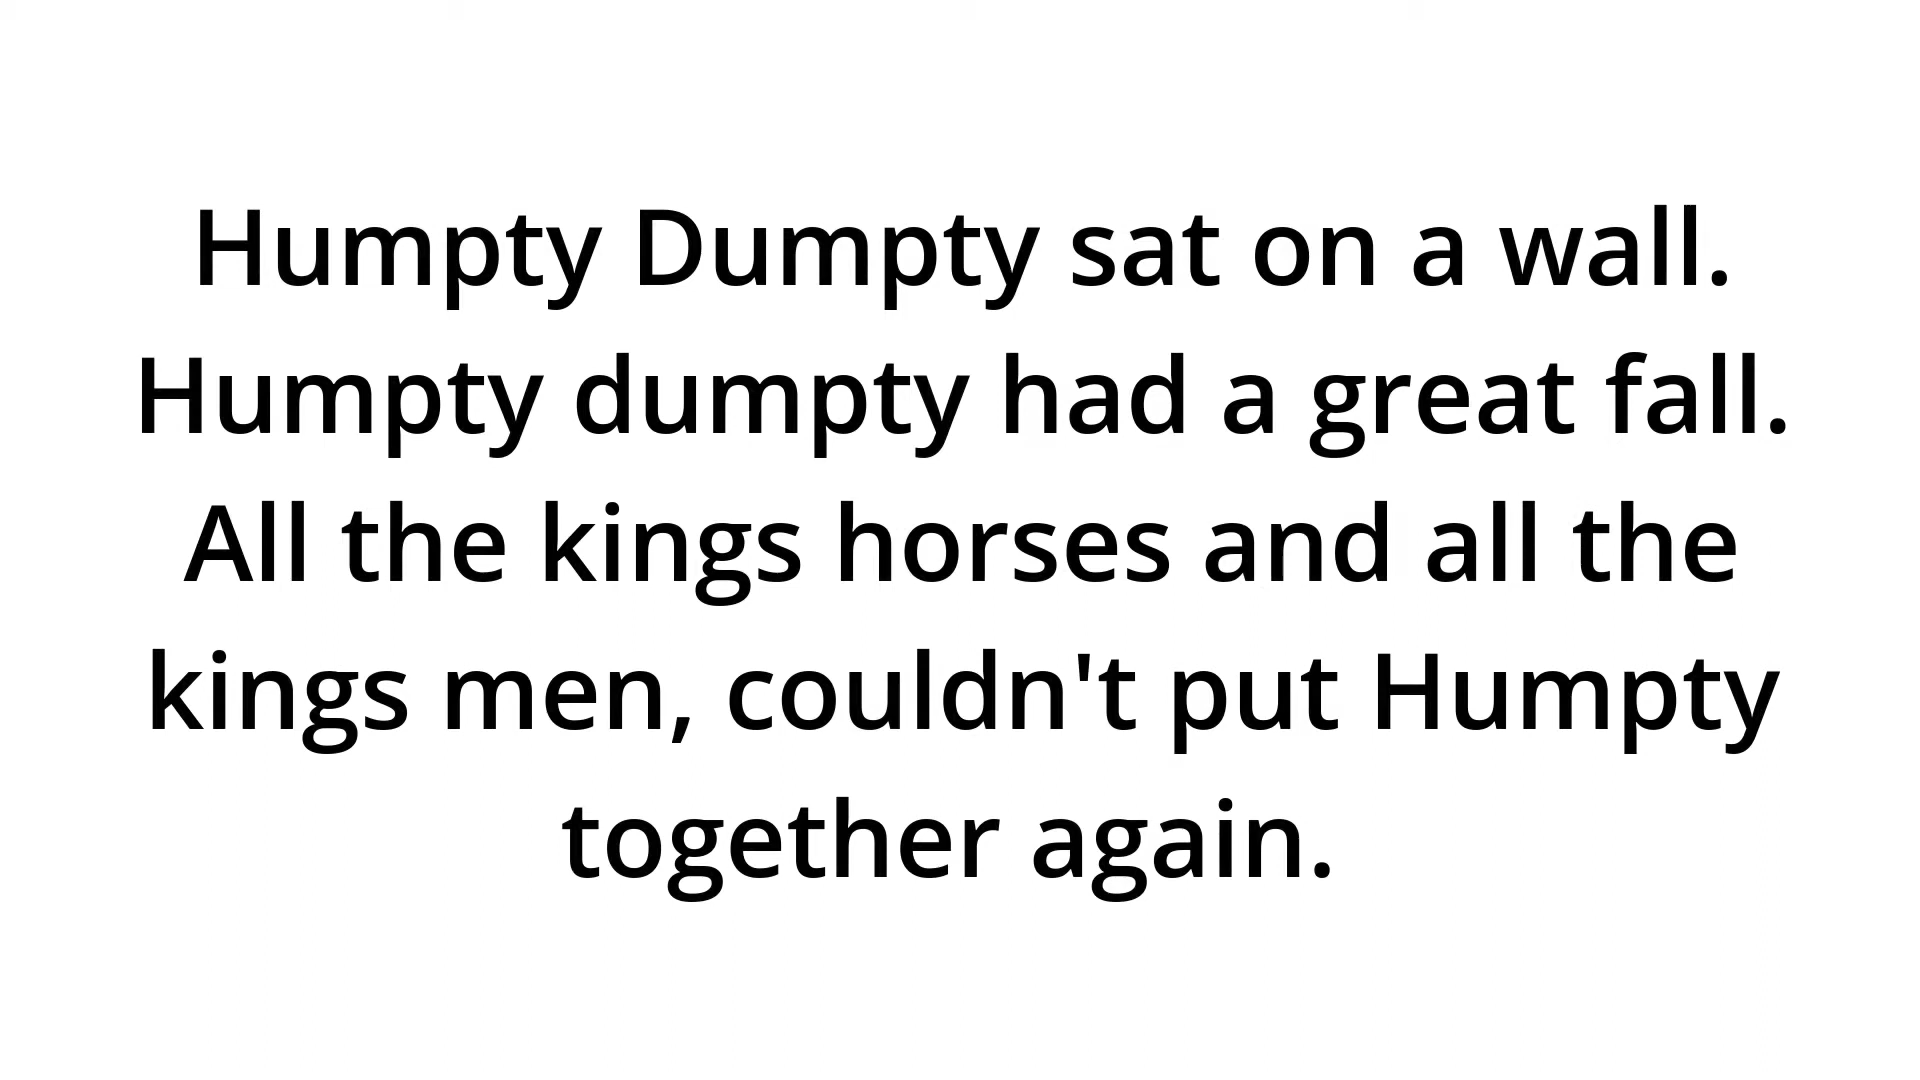 Humpty Dumpty sat on a wall.
Humpty dumpty had a great fall.
All the kings horses and all the
kings men, couldn't put Humpty
together again.